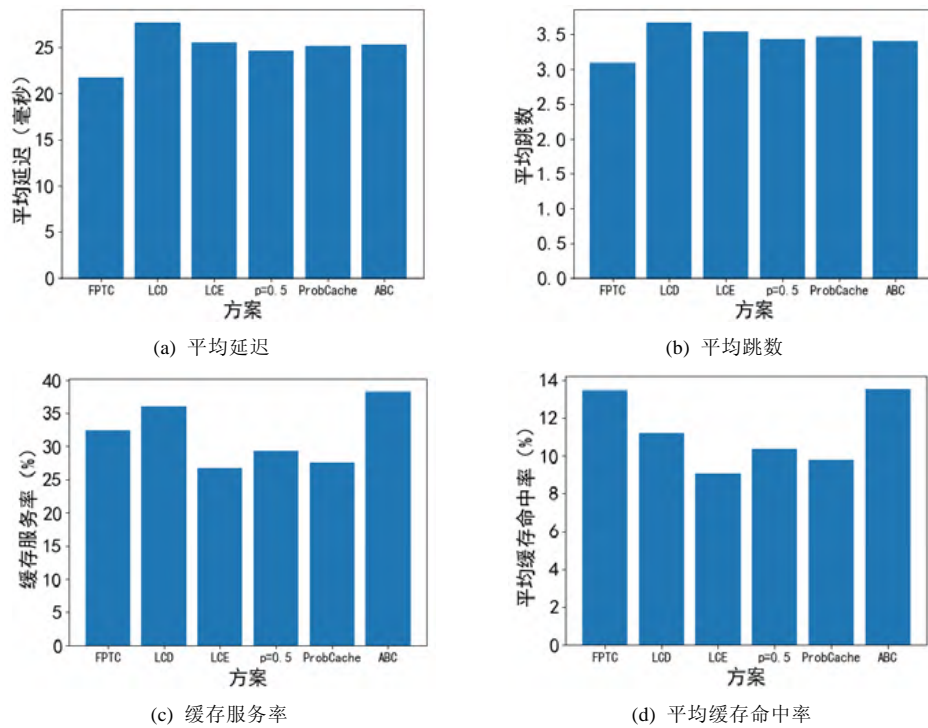 平均延迟（毫秒）
25
20
15
10
5
0
FPTC LCD LCE p=0.5 ProbCache ABC
方案
(a) 平均延迟
平均跳数
3.5
3.0
2.5
2.0
1.5
1.0
0.5
0.0
FPTC LCD LCE p=0.5 ProbCache ABC
方案
(b) 平均跳数
缓存服务率（%）
40
35
30
25
20
15
10
5
0
FPTC LCD LCE p=0.5 ProbCache ABC
方案
(c) 缓存服务率
平均缓存命中率（%）
14
12
10
8
6
4
2
0
FPTC LCD LCE p=0.5 ProbCache ABC
方案
(d) 平均缓存命中率